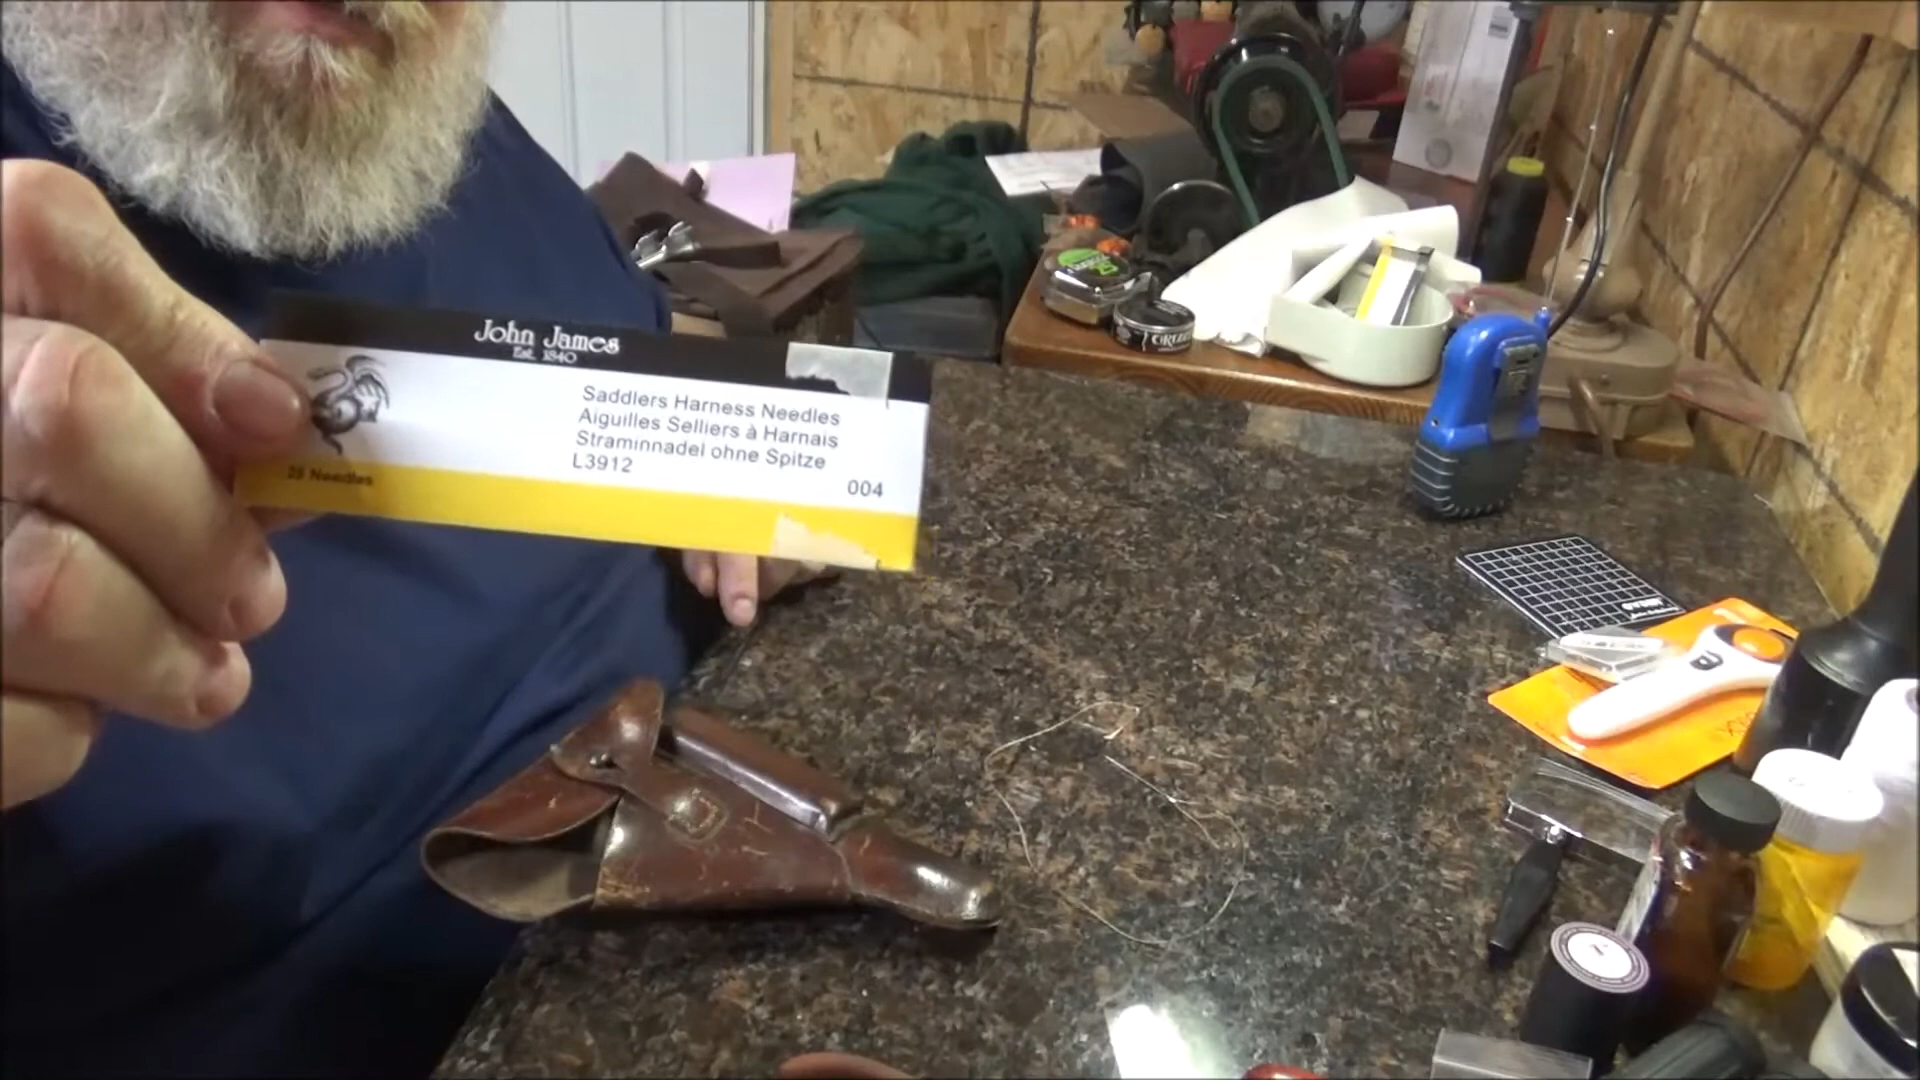 John James
Est. 1840
Saddlers Harness Needles
Aiguilles Selliers à Harnais
Straminnadel ohne Spitze
L3912
004
25 Needles